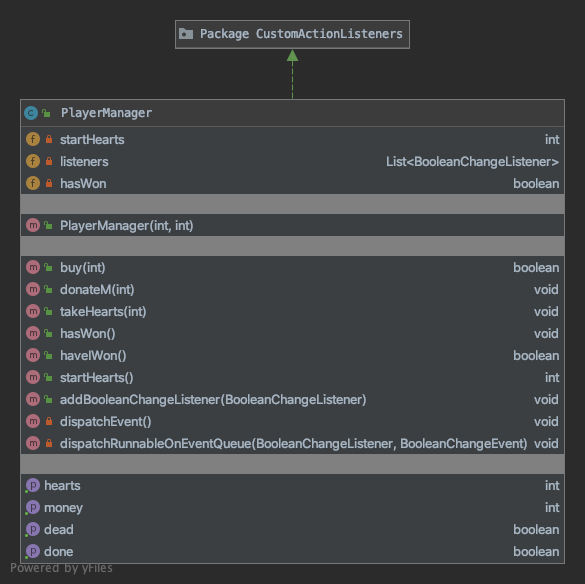 Package CustomActionListeners
PlayerManager
startHearts int
listeners List<BooleanChangeListener>
hasWon boolean
PlayerManager(int, int)
buy(int) boolean
donateM(int) void
takeHearts(int) void
hasWon() void
haveIWon() boolean
startHearts() int
addBooleanChangeListener(BooleanChangeListener) void
dispatchEvent() void
dispatchRunnableOnEventQueue(BooleanChangeListener, BooleanChangeEvent) void
hearts int
money int
dead boolean
done boolean
Powered by yFiles